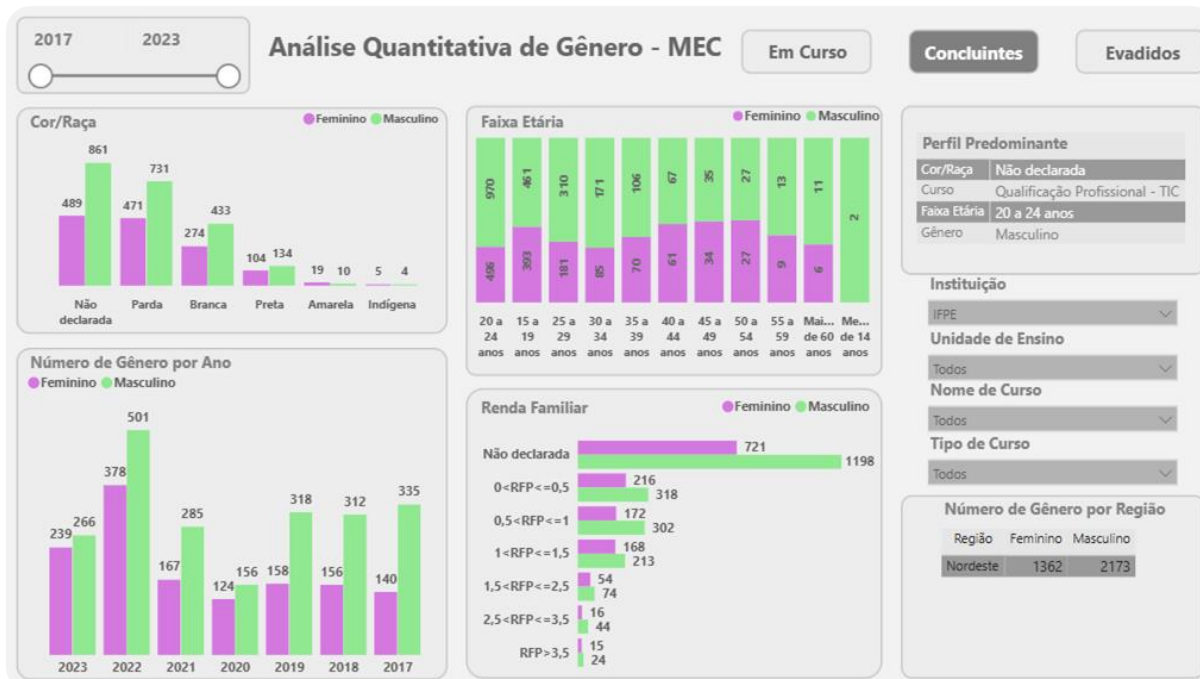 2017 2023
Análise Quantitativa de Gênero - MEC
Em Curso
Concluintes
Evadidos
Cor/Raça
Feminino Masculino
489 861 471 731 274 433 104 134 19 10 5 4
Não Parda Branca Preta Amarela Indígena
declarada
Número de Gênero por Ano
Feminino Masculino
239 266 378 501 167 285 124 156 158 318 156 312 140 335
2023 2022 2021 2020 2019 2018 2017
Faixa Etária
Feminino Masculino
970 461 310 171 106 67 35 27 13 11 2
496 393 181 85 70 61 34 27 9 6
20 a 15 a 25 a 30 a 35 a 40 a 45 a 50 a 55 a Mai... Me...
24 19 29 34 39 44 49 54 59 de 60 de 14
anos anos anos anos anos anos anos anos anos anos anos
Renda Familiar
Feminino Masculino
Não declarada 721
1198
0<RFP<=0,5 216
318
0,5<RFP<=1 172
302
1<RFP<=1,5 168
213
1,5<RFP<=2,5 54
74
2,5<RFP<=3,5 16
44
RFP>3,5 15
24
Perfil Predominante
Cor/Raça Não declarada
Curso Qualificação Profissional - TIC
Faixa Etária 20 a 24 anos
Gênero Masculino
Instituição
IFPE
Unidade de Ensino
Todos
Nome de Curso
Todos
Tipo de Curso
Todos
Número de Gênero por Região
Região Feminino Masculino
Nordeste 1362 2173